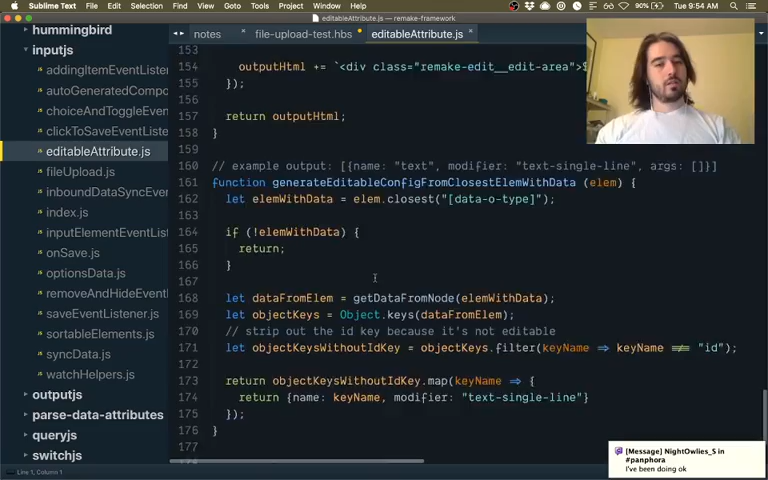 Sublime Text File Edit Selection Find View Goto Tools Project Window Help 90% Tue 9:54 AM
editableAttribute.js — remake-framework
hummingbird
inputjs
addingItemEventListe
autoGeneratedCompo
choiceAndToggleEven
clickToSaveEventListe
editableAttribute.js
fileUpload.js
inboundDataSyncEver
index.js
inputElementEventLis
onSave.js
optionsData.js
removeAndHideEventl
saveEventListener.js
sortableElements.js
syncData.js
watchHelpers.js
outputjs
parse-data-attributes
queryjs
switchjs
notes file-upload-test.hbs editableAttribute.js
153
154 outputHtml += `<div class="remake-edit__edit-area">$
155 });
156
157 return outputHtml;
158 }
159
160 // example output: [{name: "text", modifier: "text-single-line", args: []}]
161 function generateEditableConfigFromClosestElemWithData (elem) {
162 let elemWithData = elem.closest("[data-o-type]");
163
164 if (!elemWithData) {
165 return;
166 }
167
168 let dataFromElem = getDataFromNode(elemWithData);
169 let objectKeys = Object.keys(dataFromElem);
170 // strip out the id key because it's not editable
171 let objectKeysWithoutIdKey = objectKeys.filter(keyName => keyName !== "id");
172
173 return objectKeysWithoutIdKey.map(keyName => {
174 return {name: keyName, modifier: "text-single-line"}
175 });
176 }
177
[Message] NightOwlies_S in
#panphora
I've been doing ok
Line 1, Column 1